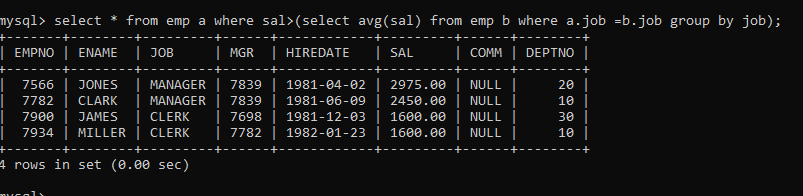 mysql> select * from emp a where sal>(select avg(sal) from emp b where a.job =b.job group by job);
+-------+--------+---------+------+------------+---------+------+--------+
| EMPNO | ENAME  | JOB     | MGR  | HIREDATE   | SAL     | COMM | DEPTNO |
+-------+--------+---------+------+------------+---------+------+--------+
|  7566 | JONES  | MANAGER | 7839 | 1981-04-02 | 2975.00 | NULL |     20 |
|  7782 | CLARK  | MANAGER | 7839 | 1981-06-09 | 2450.00 | NULL |     10 |
|  7900 | JAMES  | CLERK   | 7698 | 1981-12-03 | 1600.00 | NULL |     30 |
|  7934 | MILLER | CLERK   | 7782 | 1982-01-23 | 1600.00 | NULL |     10 |
+-------+--------+---------+------+------------+---------+------+--------+
4 rows in set (0.00 sec)
mysql>